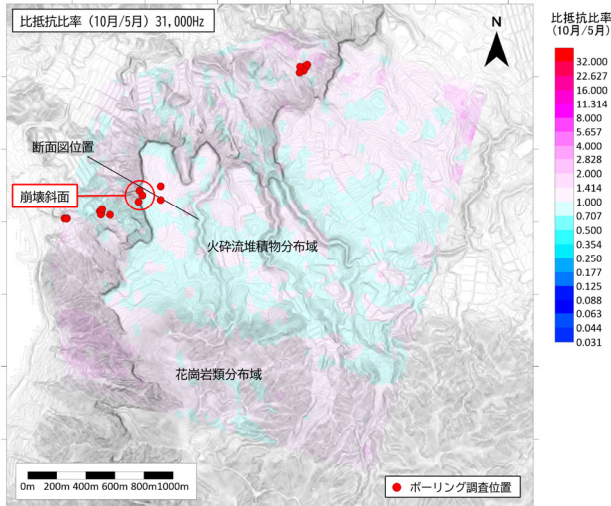 比抵抗比率（10月/5月）31,000Hz
N
断面図位置
崩壊斜面
火砕流堆積物分布域
花崗岩類分布域
0m 200m 400m 600m 800m1000m
ボーリング調査位置
比抵抗比率
（10月/5月）
32.000
22.627
16.000
11.314
8.000
5.657
4.000
2.828
2.000
1.414
1.000
0.707
0.500
0.354
0.250
0.177
0.125
0.088
0.063
0.044
0.031